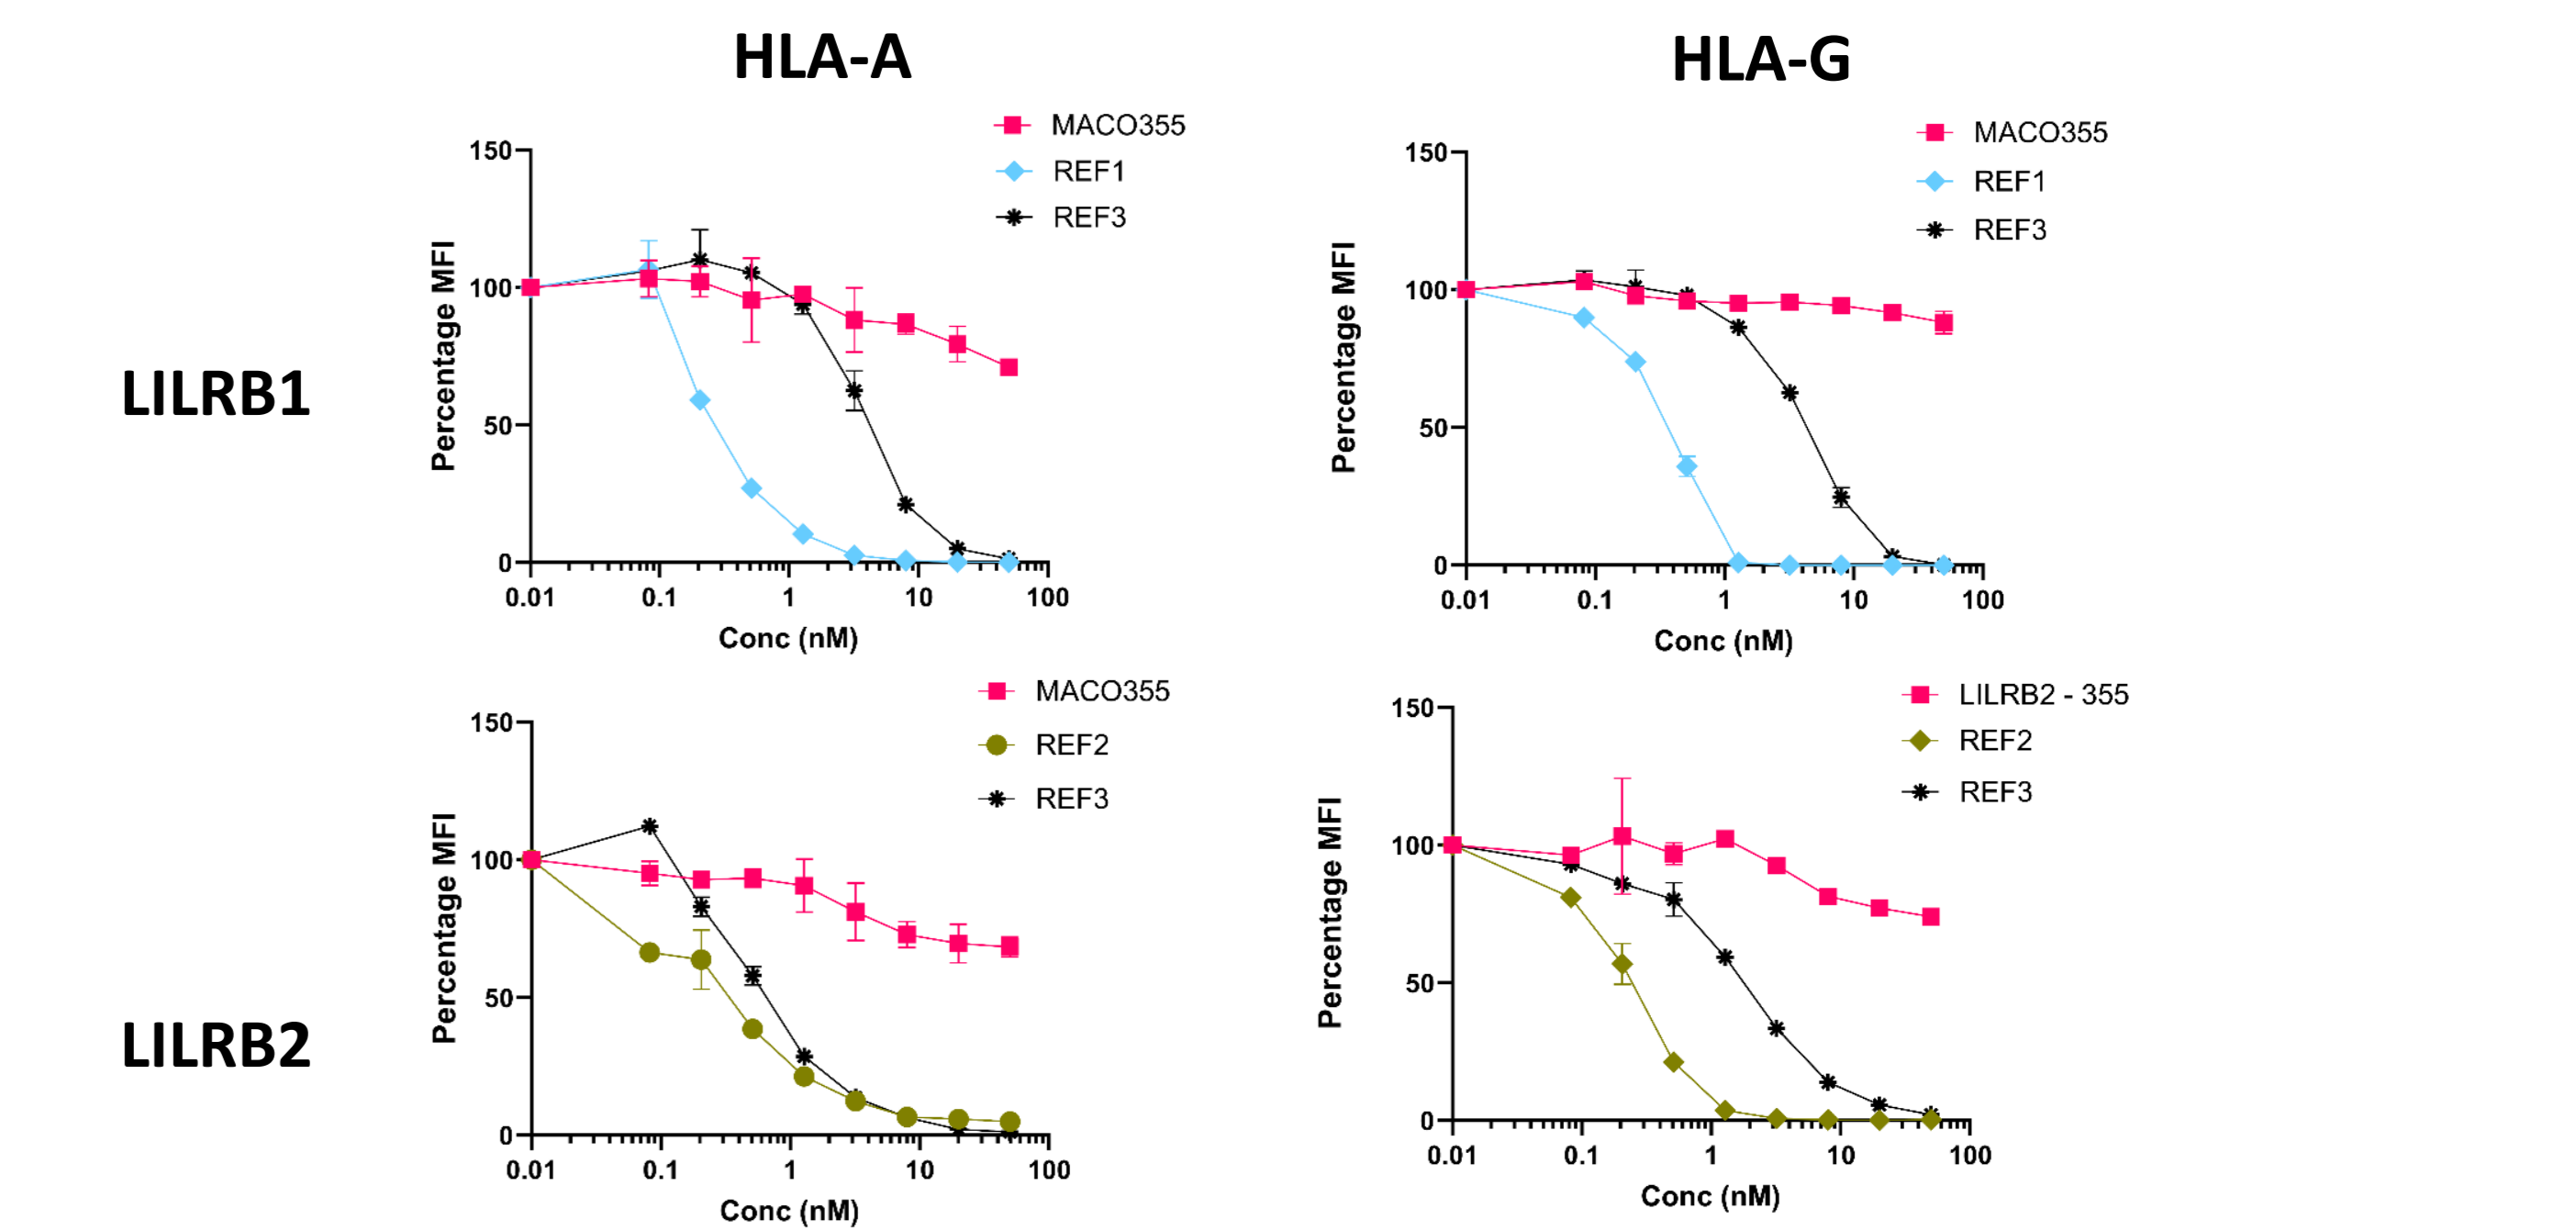 HLA-A
HLA-G
LILRB1
LILRB2
MACO355
REF1
REF3
150
100
50
0
Percentage MFI
0.01 0.1 1 10 100
Conc (nM)
MACO355
REF1
REF3
150
100
50
0
Percentage MFI
0.01 0.1 1 10 100
Conc (nM)
MACO355
REF2
REF3
150
100
50
0
Percentage MFI
0.01 0.1 1 10 100
Conc (nM)
LILRB2 - 355
REF2
REF3
150
100
50
0
Percentage MFI
0.01 0.1 1 10 100
Conc (nM)